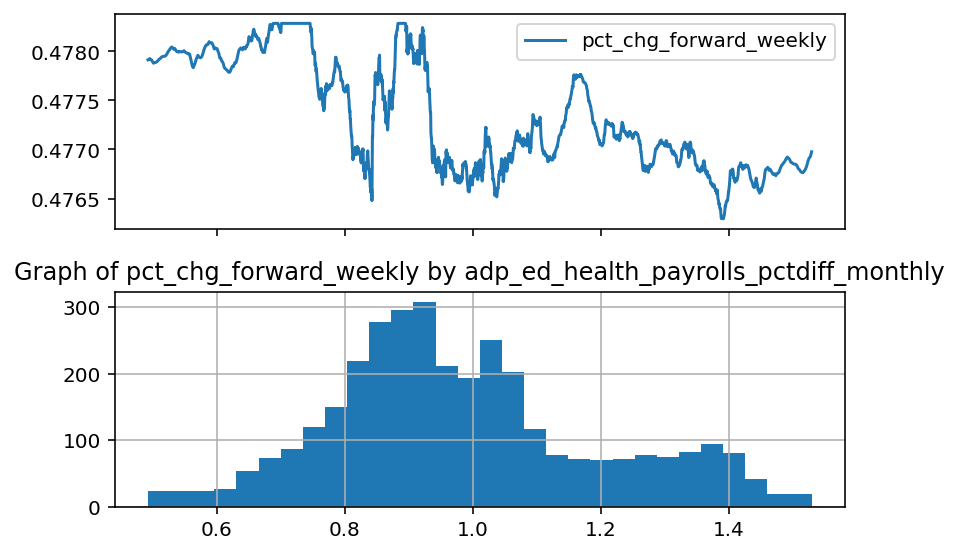 0.4780
0.4775
0.4770
0.4765
pct_chg_forward_weekly
Graph of pct_chg_forward_weekly by adp_ed_health_payrolls_pctdiff_monthly
300
200
100
0
0.6 0.8 1.0 1.2 1.4